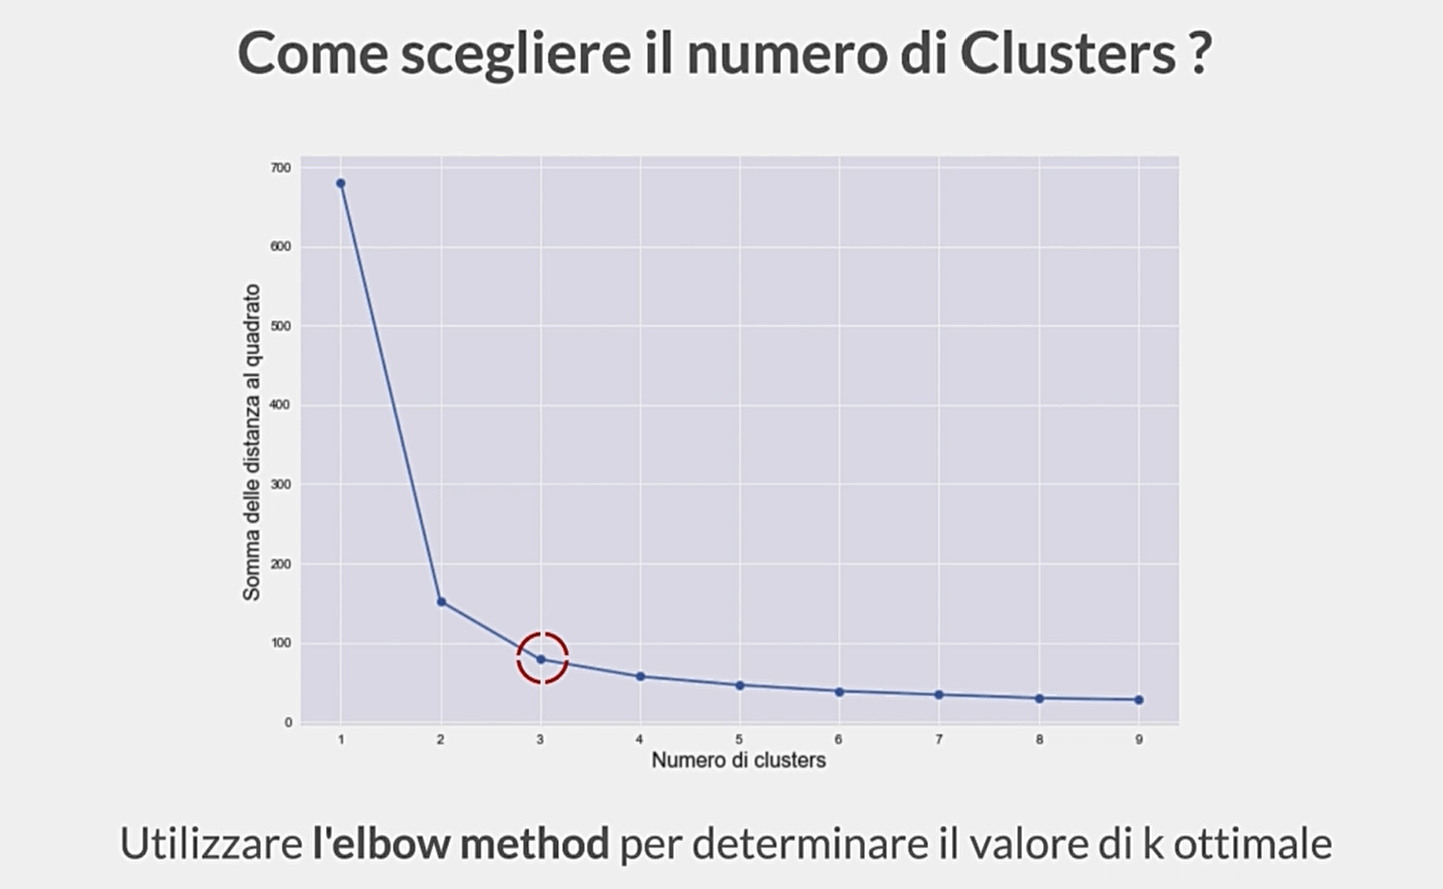 Come scegliere il numero di Clusters ?
700
600
500
400
300
200
100
0
Somma delle distanza al quadrato
1 2 3 4 5 6 7 8 9
Numero di clusters
Utilizzare l'elbow method per determinare il valore di k ottimale